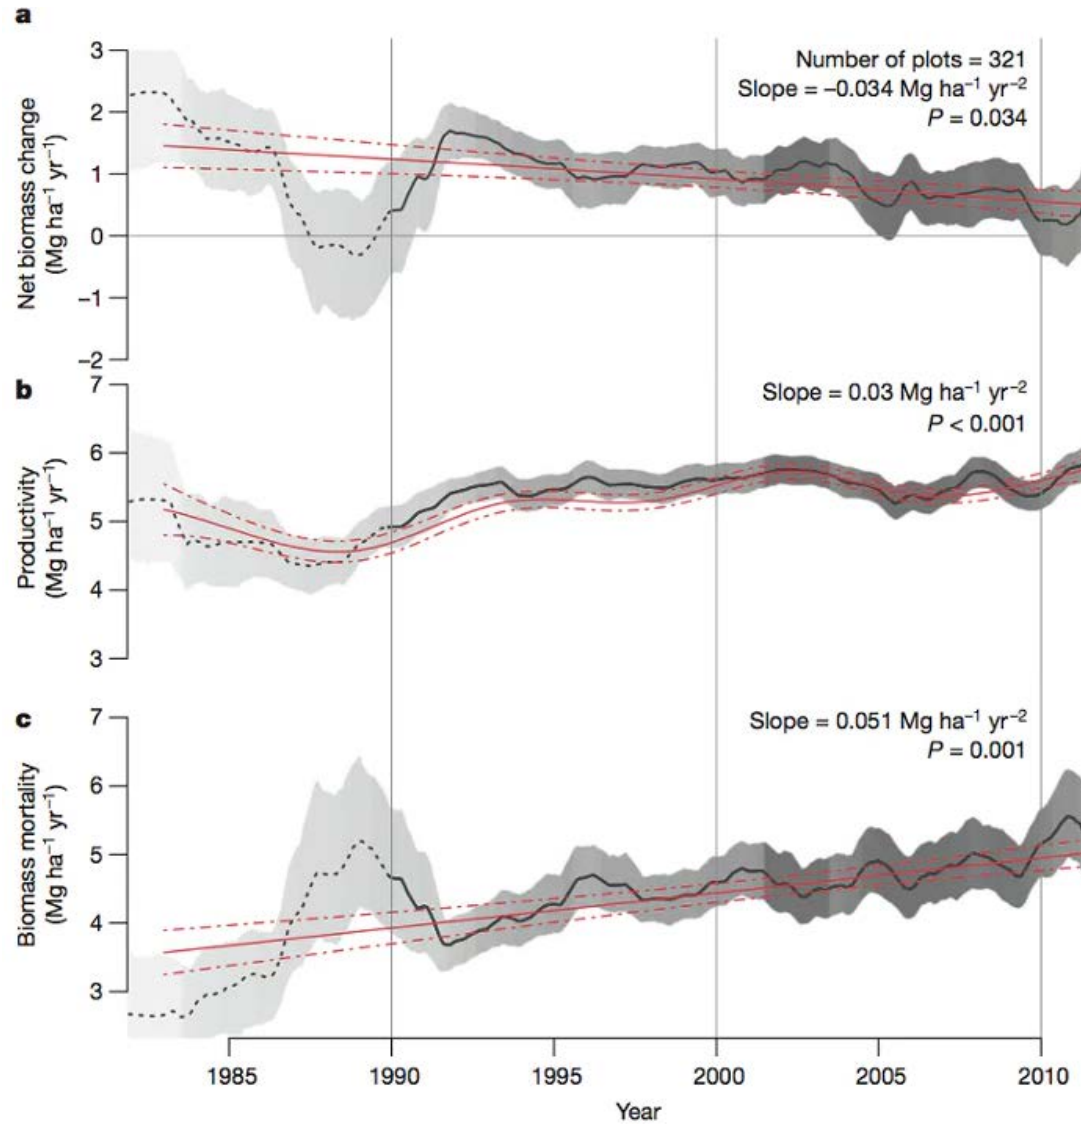 a
Number of plots = 321
Slope = –0.034 Mg ha⁻¹ yr⁻²
P = 0.034
Net biomass change
(Mg ha⁻¹ yr⁻¹)
3
2
1
0
–1
–2
b
Slope = 0.03 Mg ha⁻¹ yr⁻²
P < 0.001
Productivity
(Mg ha⁻¹ yr⁻¹)
7
6
5
4
3
c
Slope = 0.051 Mg ha⁻¹ yr⁻²
P = 0.001
Biomass mortality
(Mg ha⁻¹ yr⁻¹)
7
6
5
4
3
1985 1990 1995 2000 2005 2010
Year